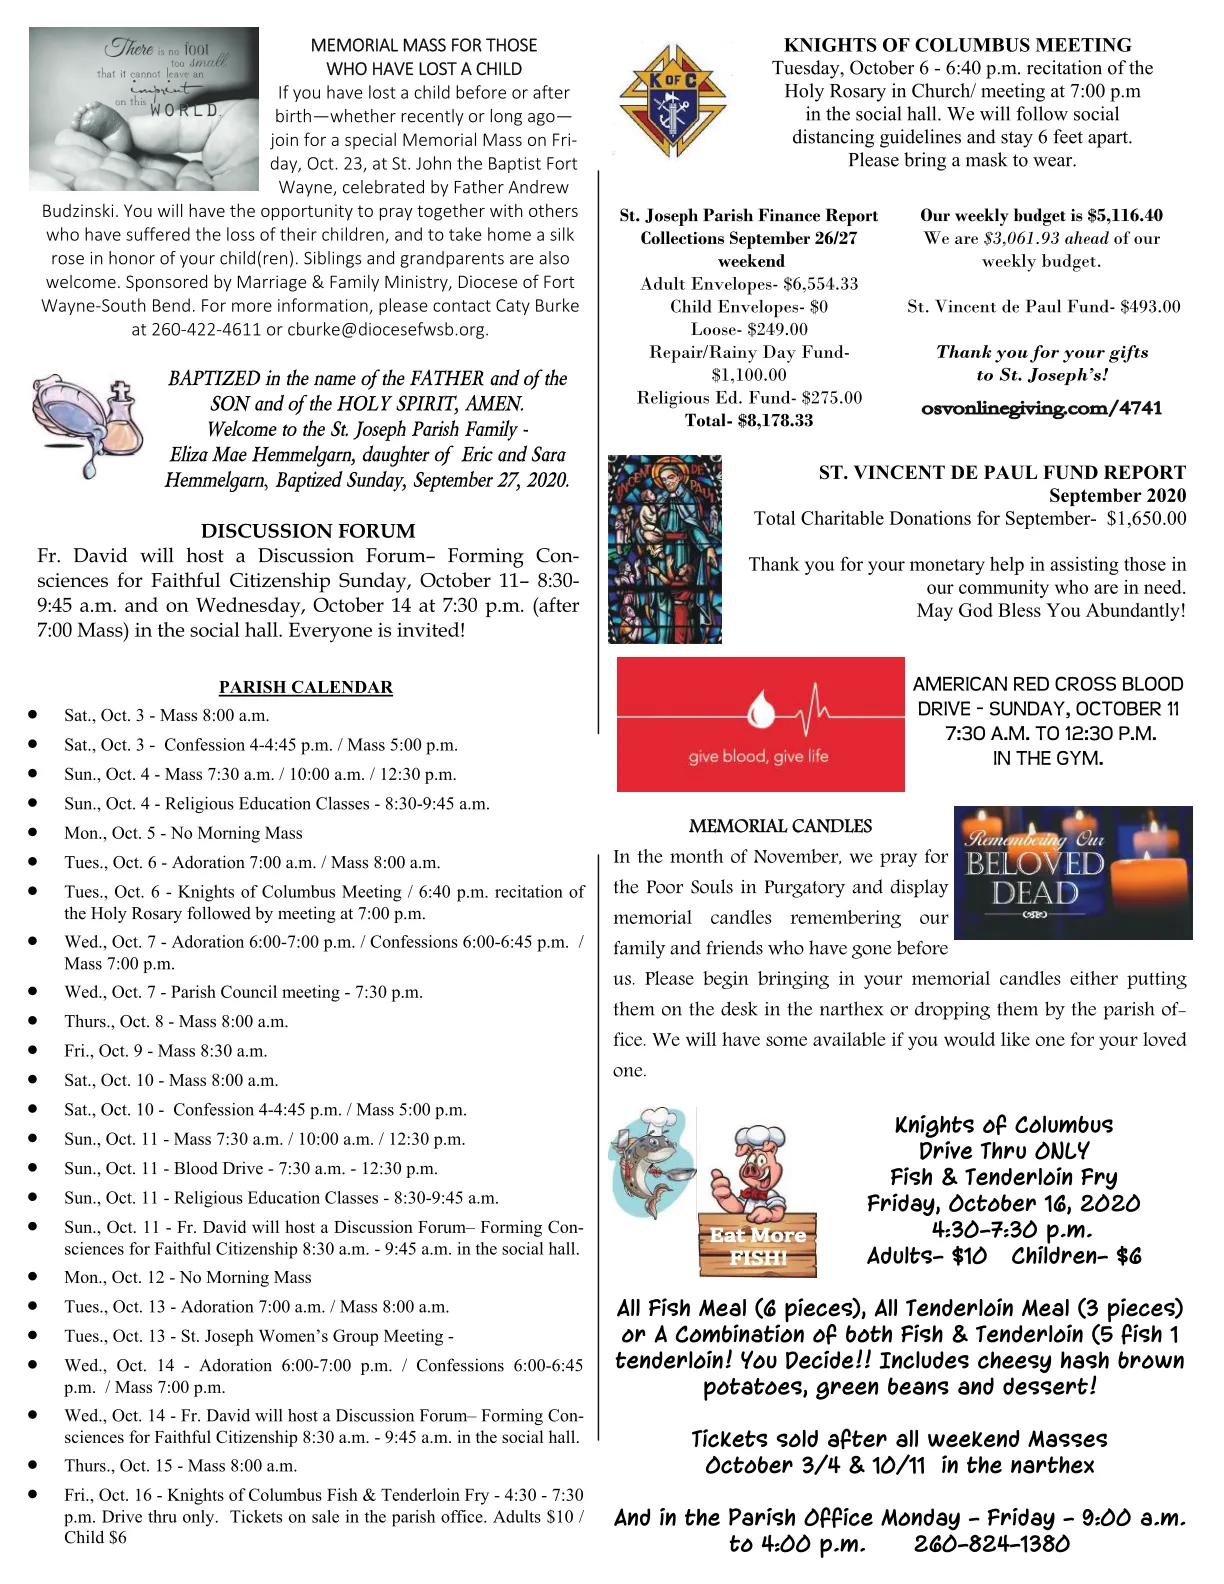 There is no foot
too small
that it cannot leave an
imprint
on this WORLD.
MEMORIAL MASS FOR THOSE
WHO HAVE LOST A CHILD
If you have lost a child before or after
birth—whether recently or long ago—
join for a special Memorial Mass on Fri-
day, Oct. 23, at St. John the Baptist Fort
Wayne, celebrated by Father Andrew
Budzinski. You will have the opportunity to pray together with others
who have suffered the loss of their children, and to take home a silk
rose in honor of your child(ren). Siblings and grandparents are also
welcome. Sponsored by Marriage & Family Ministry, Diocese of Fort
Wayne-South Bend. For more information, please contact Caty Burke
at 260-422-4611 or cburke@diocesefwsb.org.
BAPTIZED in the name of the FATHER and of the
SON and of the HOLY SPIRIT, AMEN.
Welcome to the St. Joseph Parish Family -
Eliza Mae Hemmelgarn, daughter of Eric and Sara
Hemmelgarn, Baptized Sunday, September 27, 2020.
DISCUSSION FORUM
Fr. David will host a Discussion Forum– Forming Con-
sciences for Faithful Citizenship Sunday, October 11– 8:30-
9:45 a.m. and on Wednesday, October 14 at 7:30 p.m. (after
7:00 Mass) in the social hall. Everyone is invited!
PARISH CALENDAR
● Sat., Oct. 3 - Mass 8:00 a.m.
● Sat., Oct. 3 - Confession 4-4:45 p.m. / Mass 5:00 p.m.
● Sun., Oct. 4 - Mass 7:30 a.m. / 10:00 a.m. / 12:30 p.m.
● Sun., Oct. 4 - Religious Education Classes - 8:30-9:45 a.m.
● Mon., Oct. 5 - No Morning Mass
● Tues., Oct. 6 - Adoration 7:00 a.m. / Mass 8:00 a.m.
● Tues., Oct. 6 - Knights of Columbus Meeting / 6:40 p.m. recitation of
the Holy Rosary followed by meeting at 7:00 p.m.
● Wed., Oct. 7 - Adoration 6:00-7:00 p.m. / Confessions 6:00-6:45 p.m. /
Mass 7:00 p.m.
● Wed., Oct. 7 - Parish Council meeting - 7:30 p.m.
● Thurs., Oct. 8 - Mass 8:00 a.m.
● Fri., Oct. 9 - Mass 8:30 a.m.
● Sat., Oct. 10 - Mass 8:00 a.m.
● Sat., Oct. 10 - Confession 4-4:45 p.m. / Mass 5:00 p.m.
● Sun., Oct. 11 - Mass 7:30 a.m. / 10:00 a.m. / 12:30 p.m.
● Sun., Oct. 11 - Blood Drive - 7:30 a.m. - 12:30 p.m.
● Sun., Oct. 11 - Religious Education Classes - 8:30-9:45 a.m.
● Sun., Oct. 11 - Fr. David will host a Discussion Forum– Forming Con-
sciences for Faithful Citizenship 8:30 a.m. - 9:45 a.m. in the social hall.
● Mon., Oct. 12 - No Morning Mass
● Tues., Oct. 13 - Adoration 7:00 a.m. / Mass 8:00 a.m.
● Tues., Oct. 13 - St. Joseph Women's Group Meeting -
● Wed., Oct. 14 - Adoration 6:00-7:00 p.m. / Confessions 6:00-6:45
p.m. / Mass 7:00 p.m.
● Wed., Oct. 14 - Fr. David will host a Discussion Forum– Forming Con-
sciences for Faithful Citizenship 8:30 a.m. - 9:45 a.m. in the social hall.
● Thurs., Oct. 15 - Mass 8:00 a.m.
● Fri., Oct. 16 - Knights of Columbus Fish & Tenderloin Fry - 4:30 - 7:30
p.m. Drive thru only. Tickets on sale in the parish office. Adults $10 /
Child $6
K OF C
KNIGHTS OF COLUMBUS MEETING
Tuesday, October 6 - 6:40 p.m. recitation of the
Holy Rosary in Church/ meeting at 7:00 p.m
in the social hall. We will follow social
distancing guidelines and stay 6 feet apart.
Please bring a mask to wear.
St. Joseph Parish Finance Report
Collections September 26/27
weekend
Adult Envelopes- $6,554.33
Child Envelopes- $0
Loose- $249.00
Repair/Rainy Day Fund-
$1,100.00
Religious Ed. Fund- $275.00
Total- $8,178.33
Our weekly budget is $5,116.40
We are $3,061.93 ahead of our
weekly budget.
St. Vincent de Paul Fund- $493.00
Thank you for your gifts
to St. Joseph's!
osvonlinegiving.com/4741
VINCENT DE PAUL
ST. VINCENT DE PAUL FUND REPORT
September 2020
Total Charitable Donations for September- $1,650.00
Thank you for your monetary help in assisting those in
our community who are in need.
May God Bless You Abundantly!
give blood, give life
AMERICAN RED CROSS BLOOD
DRIVE - SUNDAY, OCTOBER 11
7:30 A.M. TO 12:30 P.M.
IN THE GYM.
MEMORIAL CANDLES
In the month of November, we pray for
the Poor Souls in Purgatory and display
memorial candles remembering our
family and friends who have gone before
us. Please begin bringing in your memorial candles either putting
them on the desk in the narthex or dropping them by the parish of-
fice. We will have some available if you would like one for your loved
one.
Remembering Our
BELOVED
DEAD
Eat More
FISH!
Knights of Columbus
Drive Thru ONLY
Fish & Tenderloin Fry
Friday, October 16, 2020
4:30-7:30 p.m.
Adults- $10 Children- $6
All Fish Meal (6 pieces), All Tenderloin Meal (3 pieces)
or A Combination of both Fish & Tenderloin (5 fish 1
tenderloin! You Decide!! Includes cheesy hash brown
potatoes, green beans and dessert!
Tickets sold after all weekend Masses
October 3/4 & 10/11 in the narthex
And in the Parish Office Monday - Friday - 9:00 a.m.
to 4:00 p.m. 260-824-1380